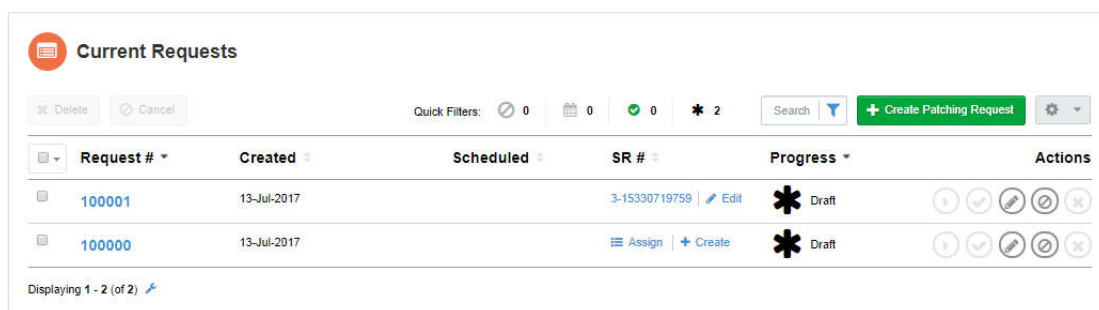 Current Requests
Delete Cancel Quick Filters: 0 0 0 2 Search Create Patching Request
Request # Created Scheduled SR # Progress Actions
100001 13-Jul-2017 3-15330719759 Edit Draft
100000 13-Jul-2017 Assign Create Draft
Displaying 1 - 2 (of 2)